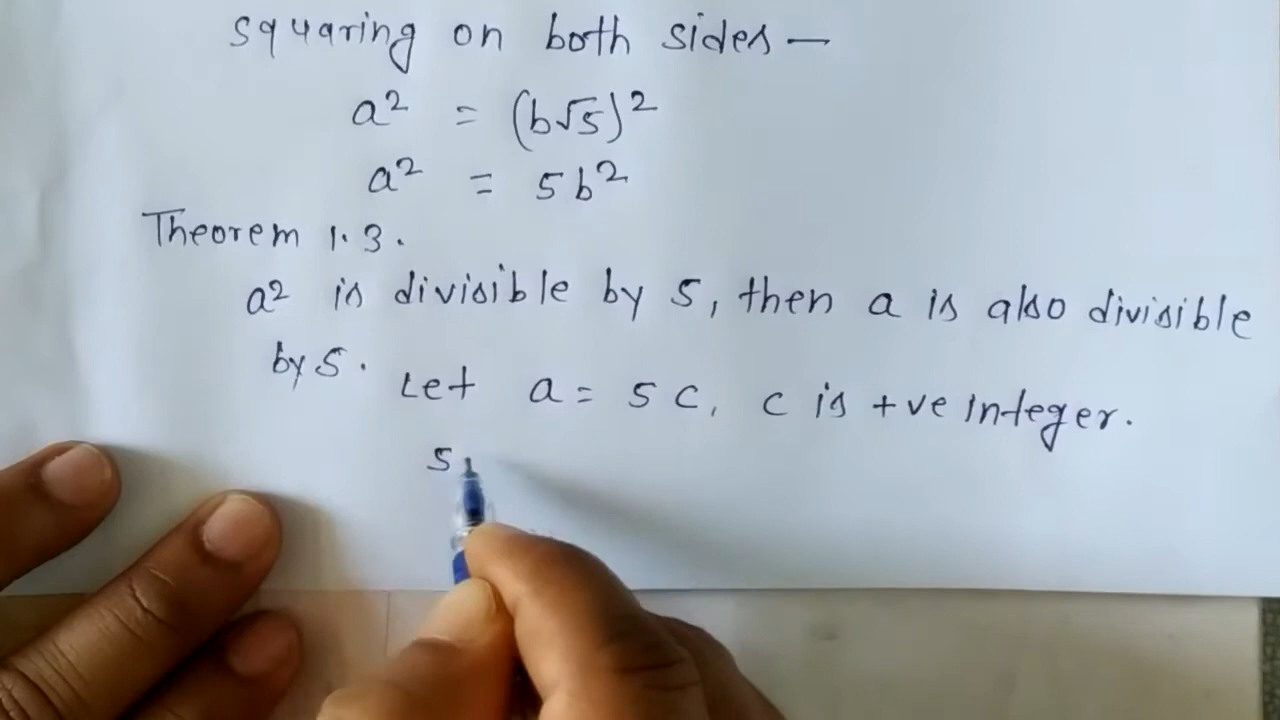 squaring on both sides —
a² = (b√5)²
a² = 5b²
Theorem 1.3.
a² is divisible by 5, then a is also divisible
by 5. Let a = 5c, c is +ve integer.
s